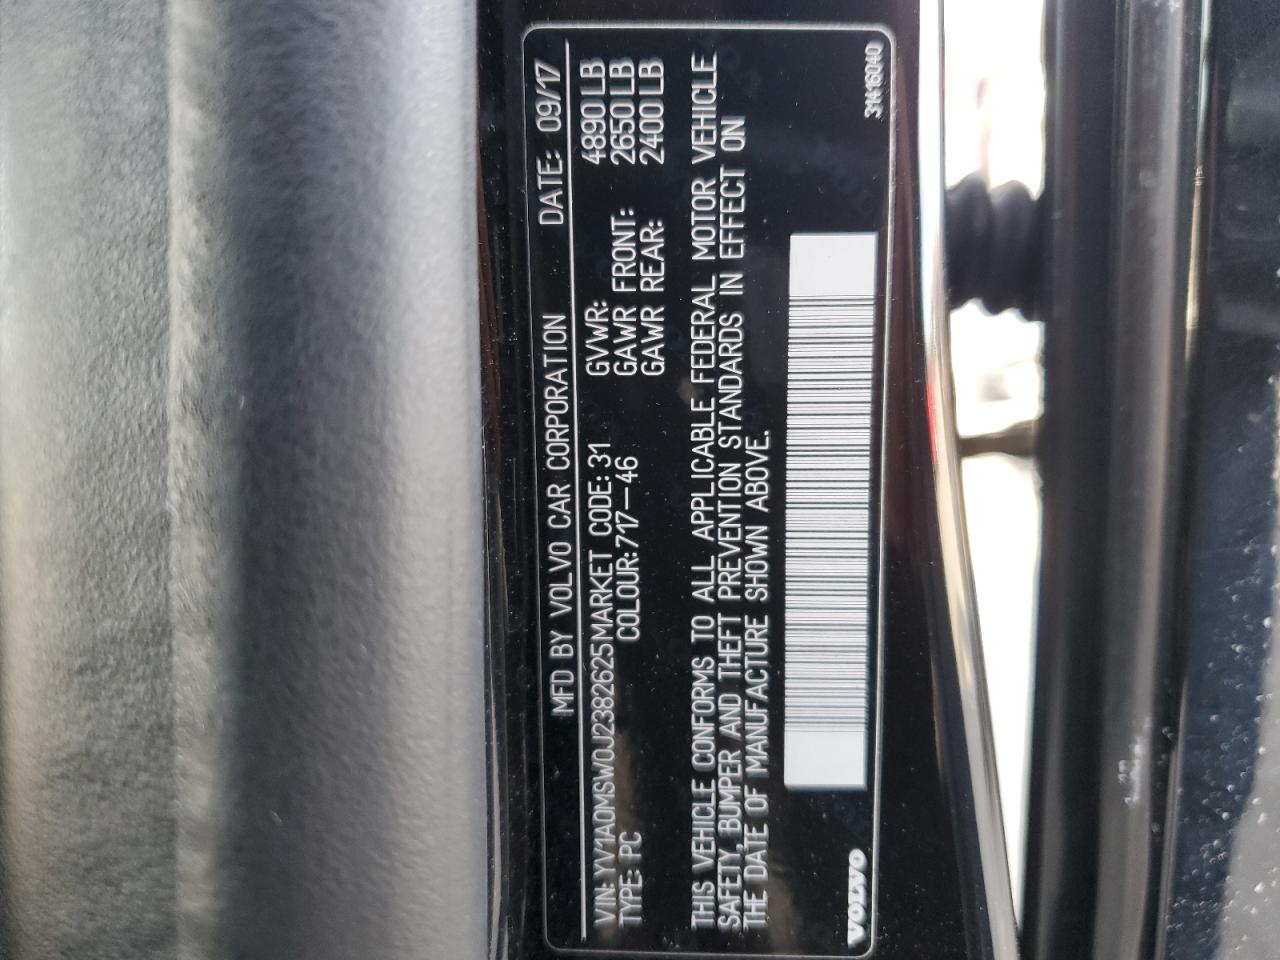 MFD BY VOLVO CAR CORPORATION DATE: 09/17
VIN: YV1A0MSW0J2382625 MARKET CODE: 31 GVWR: 4890 LB
TYPE: PC COLOUR: 717-46 GAWR FRONT: 2650 LB
GAWR REAR: 2400 LB
THIS VEHICLE CONFORMS TO ALL APPLICABLE FEDERAL MOTOR VEHICLE
SAFETY, BUMPER AND THEFT PREVENTION STANDARDS IN EFFECT ON
THE DATE OF MANUFACTURE SHOWN ABOVE.
VOLVO 31416040